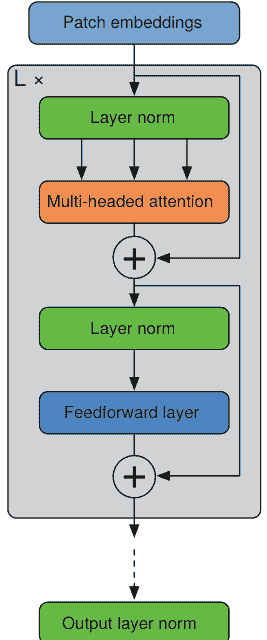 Patch embeddings
L ×
Layer norm
Multi-headed attention
+
Layer norm
Feedforward layer
+
Output layer norm